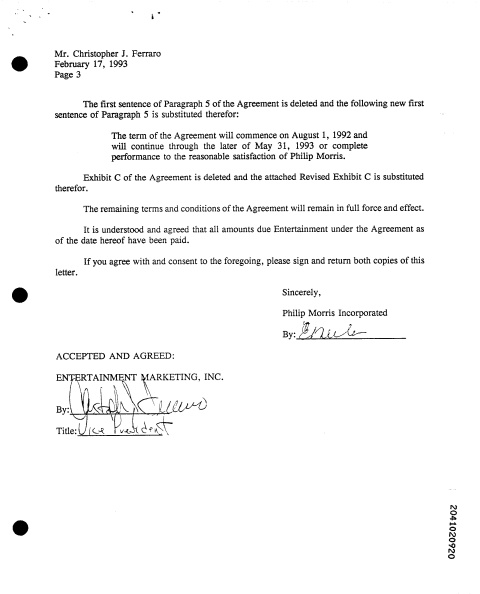 Mr. Christopher J. Ferraro
February 17, 1993
Page 3
The first sentence of Paragraph 5 of the Agreement is deleted and the following new first
sentence of Paragraph 5 is substituted therefor:
The term of the Agreement will commence on August 1, 1992 and
will continue through the later of May 31, 1993 or complete
performance to the reasonable satisfaction of Philip Morris.
Exhibit C of the Agreement is deleted and the attached Revised Exhibit C is substituted
therefor.
The remaining terms and conditions of the Agreement will remain in full force and effect.
It is understood and agreed that all amounts due Entertainment under the Agreement as
of the date hereof have been paid.
If you agree with and consent to the foregoing, please sign and return both copies of this
letter.
Sincerely,
Philip Morris Incorporated
By:
ACCEPTED AND AGREED:
ENTERTAINMENT MARKETING, INC.
By:
Title: Vice President
2041020920